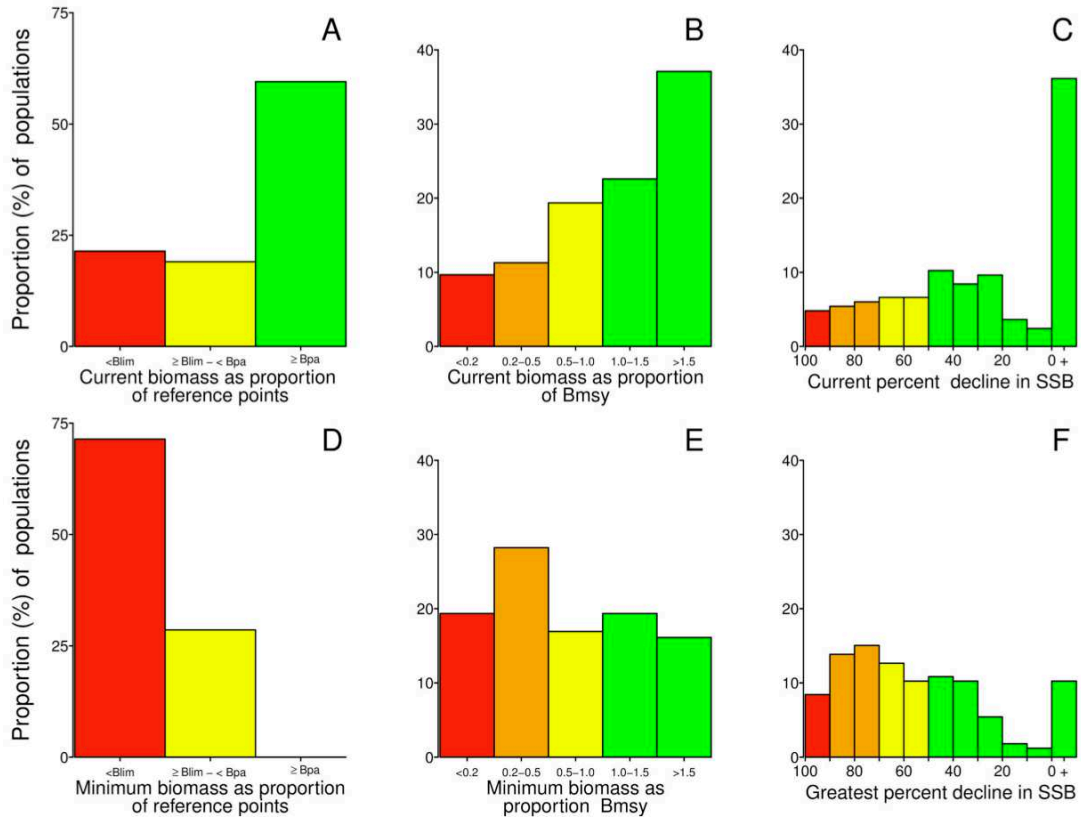 A
B
C
Proportion (%) of populations
75
50
25
0
<Blim
≥ Blim – < Bpa
≥ Bpa
Current biomass as proportion
of reference points
40
30
20
10
0
<0.2
0.2–0.5
0.5–1.0
1.0–1.5
>1.5
Current biomass as proportion
of Bmsy
40
30
20
10
0
100
80
60
40
20
0 +
Current percent decline in SSB
D
E
F
Proportion (%) of populations
75
50
25
0
<Blim
≥ Blim – < Bpa
≥ Bpa
Minimum biomass as proportion
of reference points
40
30
20
10
0
<0.2
0.2–0.5
0.5–1.0
1.0–1.5
>1.5
Minimum biomass as
proportion Bmsy
40
30
20
10
0
100
80
60
40
20
0 +
Greatest percent decline in SSB